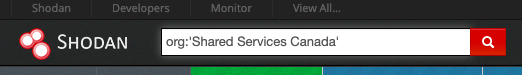 Shodan Developers Monitor View All...
SHODAN org:'Shared Services Canada'